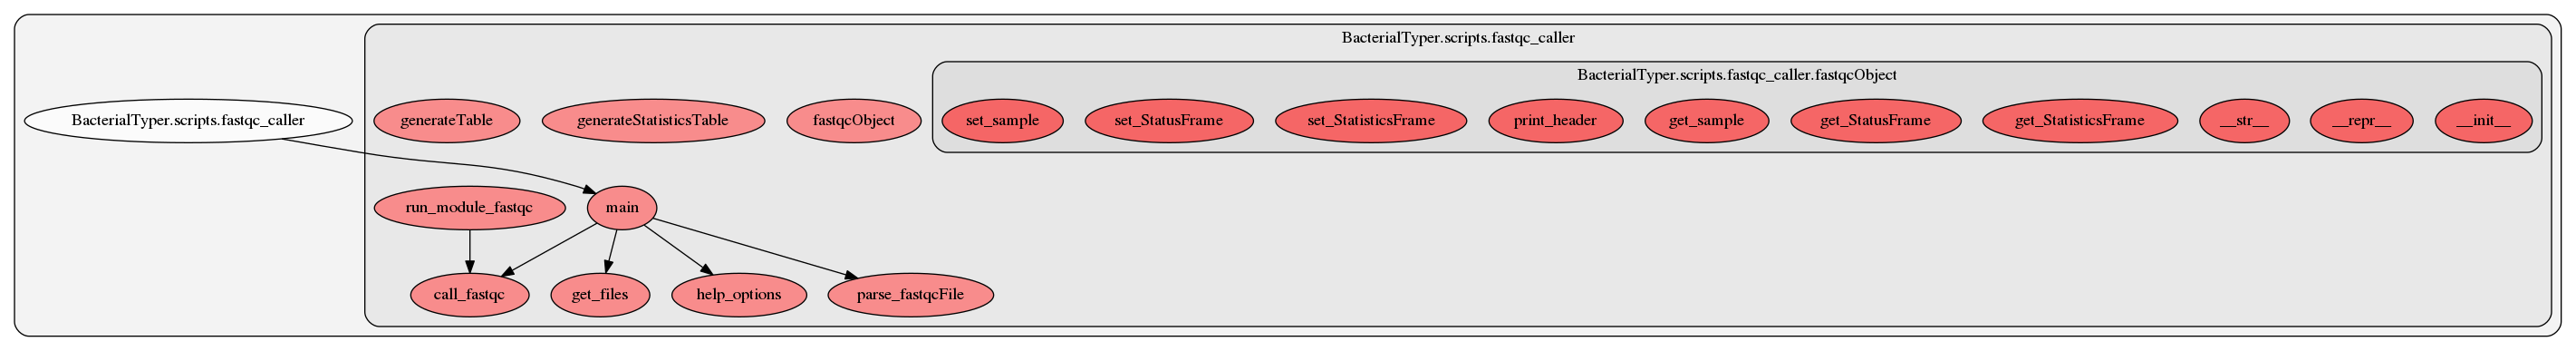 BacterialTyper.scripts.fastqc_caller
BacterialTyper.scripts.fastqc_caller.fastqcObject
BacterialTyper.scripts.fastqc_caller
generateTable
generateStatisticsTable
fastqcObject
set_sample
set_StatusFrame
set_StatisticsFrame
print_header
get_sample
get_StatusFrame
get_StatisticsFrame
__str__
__repr__
__init__
run_module_fastqc
main
call_fastqc
get_files
help_options
parse_fastqcFile